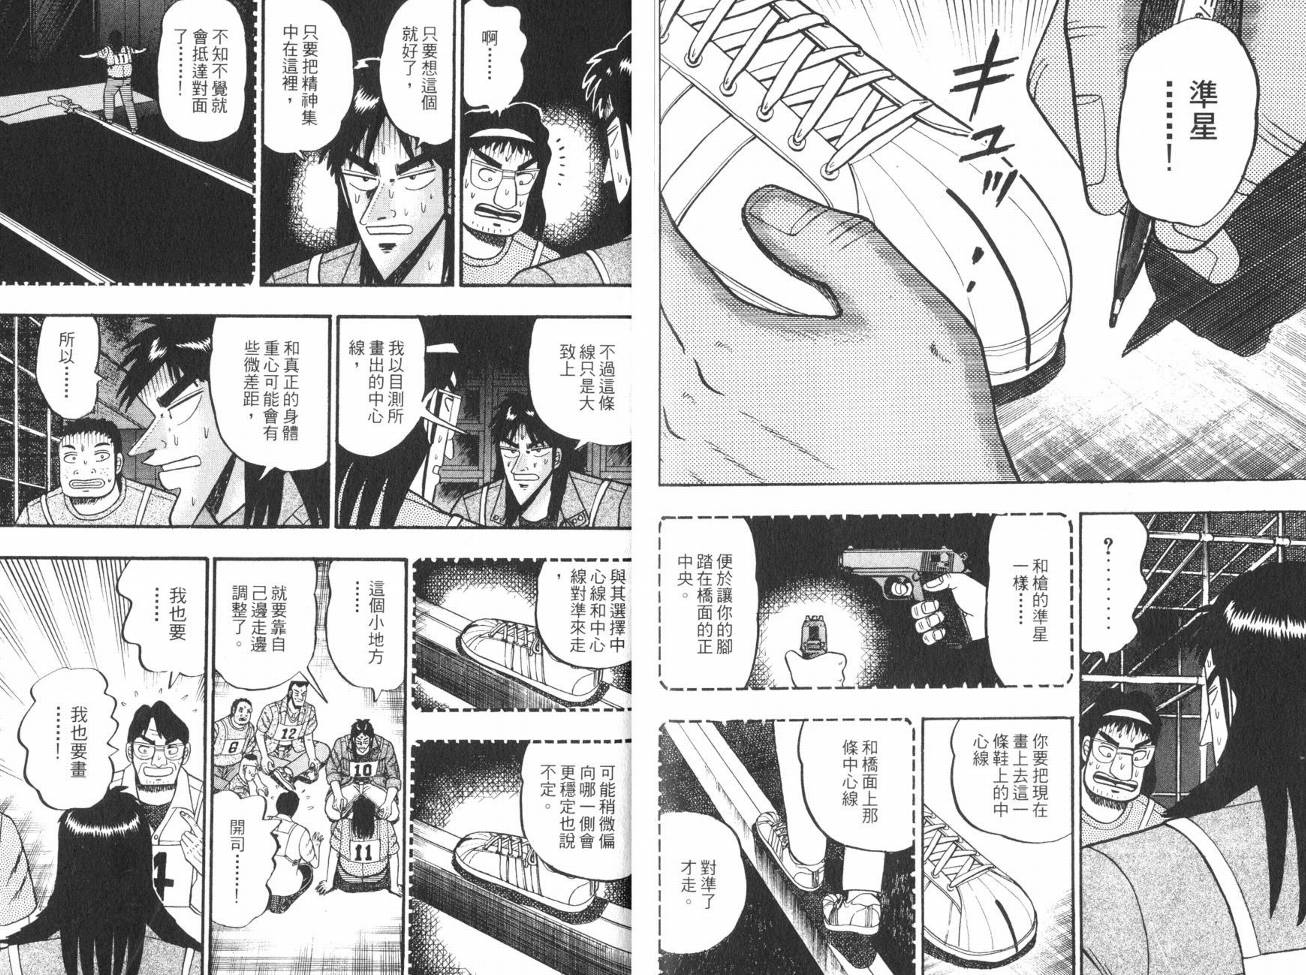 準星
……！
キュッ
？………
和槍的準星
一樣……
便於讓你的腳
踏在橋面的正
中央。
你要把現在
畫上去這一
條鞋上的中
心線
和橋面上那
條中心線
對準了
才走。
啊……
只要想這個
就好了，
只要把精神集
中在這裡，
不知不覺就
會抵達對面
了………！
不過這條
線只是大
致上
我以目測所
畫出的中心
線，
和真正的身體
重心可能會有
些微差距，
所以……
與其選擇中
心線和中心
線對準來走
，
可能稍微偏
向哪一側會
更穩定也說
不定。
這個小地方
……
就要靠自
己邊走邊
調整了。
12
6
10
11
開司……！
我也要
……
我也要畫
……！
4